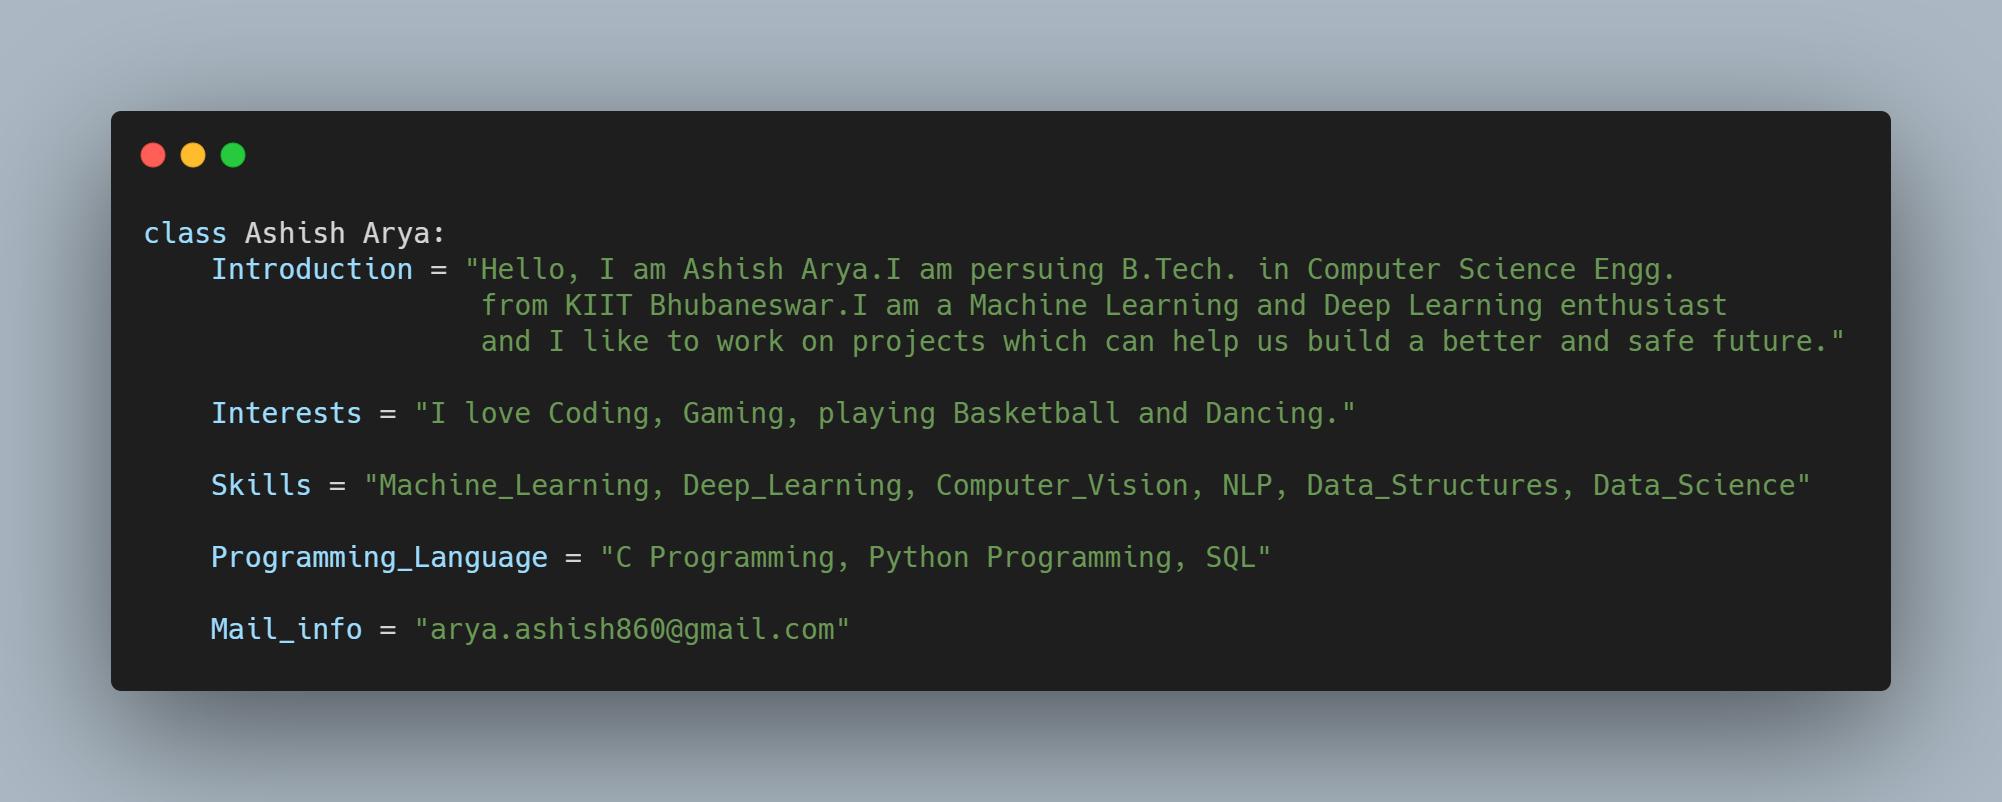 class Ashish Arya:
Introduction = "Hello, I am Ashish Arya.I am persuing B.Tech. in Computer Science Engg.
from KIIT Bhubaneswar.I am a Machine Learning and Deep Learning enthusiast
and I like to work on projects which can help us build a better and safe future."
Interests = "I love Coding, Gaming, playing Basketball and Dancing."
Skills = "Machine_Learning, Deep_Learning, Computer_Vision, NLP, Data_Structures, Data_Science"
Programming_Language = "C Programming, Python Programming, SQL"
Mail_info = "arya.ashish860@gmail.com"